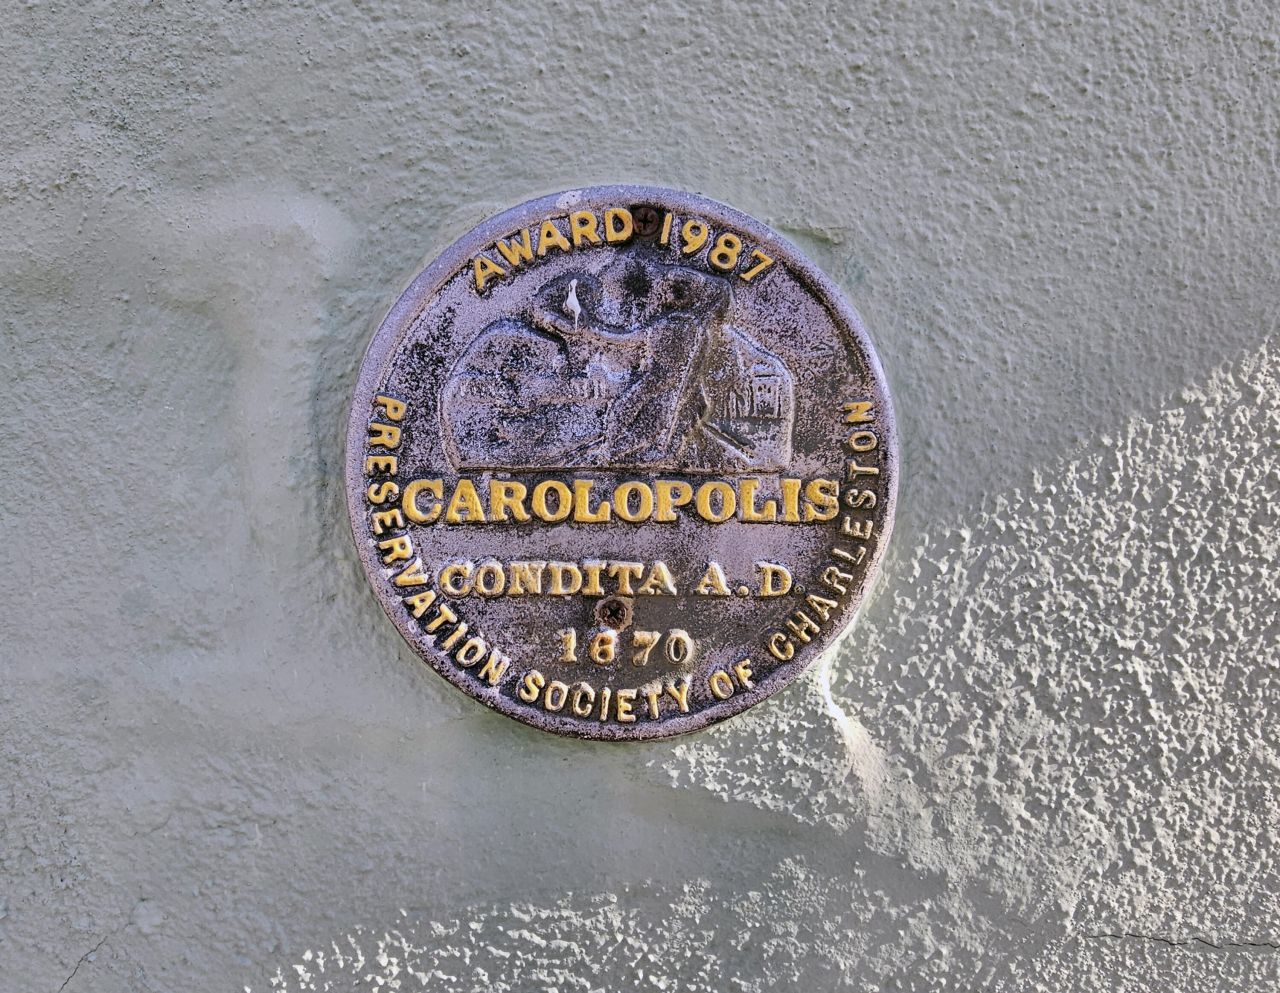 AWARD 1987
CAROLOPOLIS
CONDITA A.D.
1670
PRESERVATION SOCIETY OF CHARLESTON